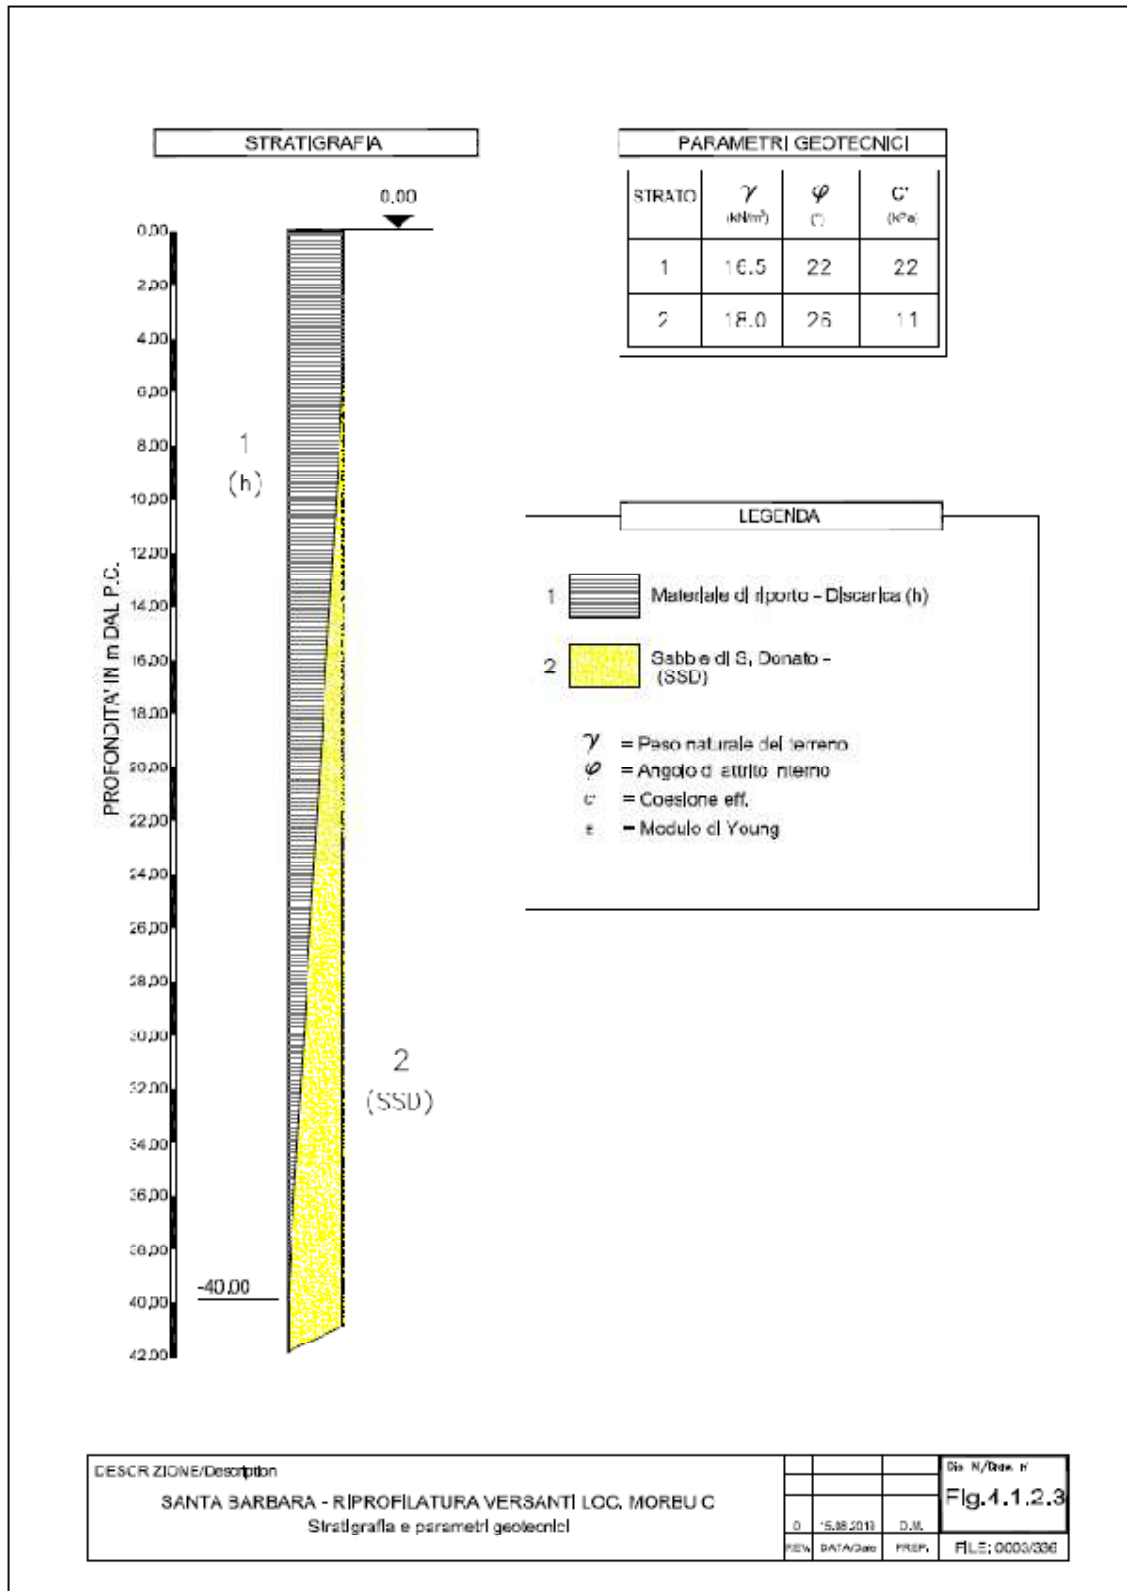 STRATIGRAFIA
0.00
0,00
2,00
4,00
6,00
8,00
10,00
12,00
14,00
16,00
18,00
20,00
22,00
24,00
26,00
28,00
30,00
32,00
34,00
36,00
38,00
40,00
42,00
PROFONDITA' IN m DAL P.C.
1
(h)
2
(SSD)
-40,00
PARAMETRI GEOTECNICI
STRATO γ φ C'
(kN/m³) (°) (kPa)
1 16.5 22 22
2 18.0 26 11
LEGENDA
1 Materiale di riporto - Discarica (h)
2 Sabbie di S. Donato -
(SSD)
γ = Peso naturale del terreno
φ = Angolo di attrito interno
c' = Coesione eff.
E = Modulo di Young
DESCRIZIONE/Description
SANTA BARBARA - RIPROFILATURA VERSANTI LOC. MORBUIO
Stratigrafia e parametri geotecnici
0 D.M.
REV. DATA/Date PREP.
Dis. N/Draw. n'
Fig.4.1.2.3
FILE: 0003/336